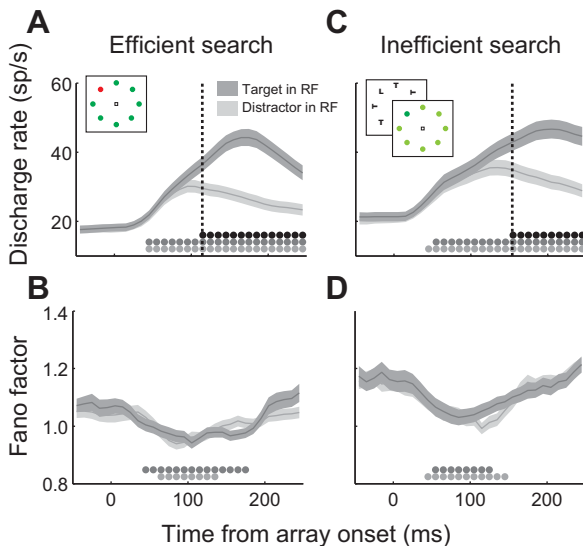 A
Efficient search
C
Inefficient search
Discharge rate (sp/s)
60
40
20
Target in RF
Distractor in RF
L
T
T
T
T
B
D
Fano factor
1.4
1.2
1.0
0.8
0
100
200
0
100
200
Time from array onset (ms)